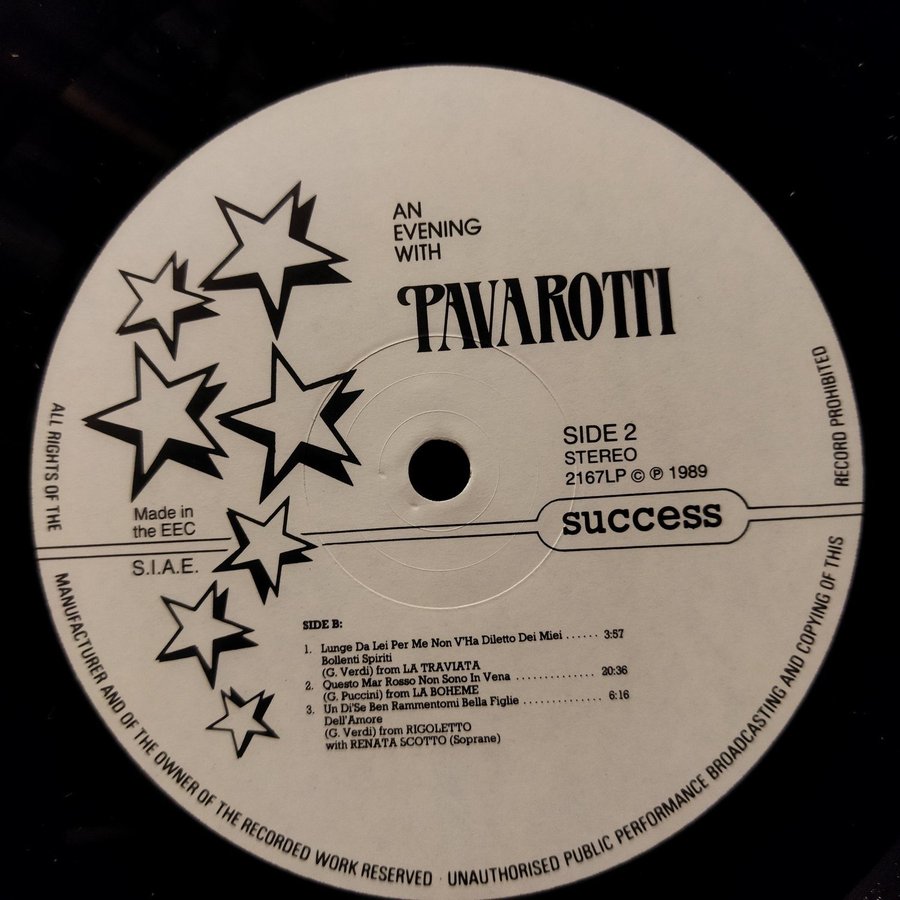 AN
EVENING
WITH
PAVAROTTI
SIDE 2
STEREO
2167LP © ℗ 1989
success
Made in
the EEC
S.I.A.E.
SIDE B:
1. Lunge Da Lei Per Me Non V'Ha Diletto Dei Miei ...... 3:57
Bollenti Spiriti
(G. Verdi) from LA TRAVIATA
2. Questo Mar Rosso Non Sono In Vena .............. 20:36
(G. Puccini) from LA BOHEME
3. Un Di'Se Ben Rammentomi Bella Figlie .............. 6:16
Dell'Amore
(G. Verdi) from RIGOLETTO
with RENATA SCOTTO (Soprano)
ALL RIGHTS OF THE MANUFACTURER AND OF THE OWNER OF THE RECORDED WORK RESERVED · UNAUTHORISED PUBLIC PERFORMANCE BROADCASTING AND COPYING OF THIS RECORD PROHIBITED